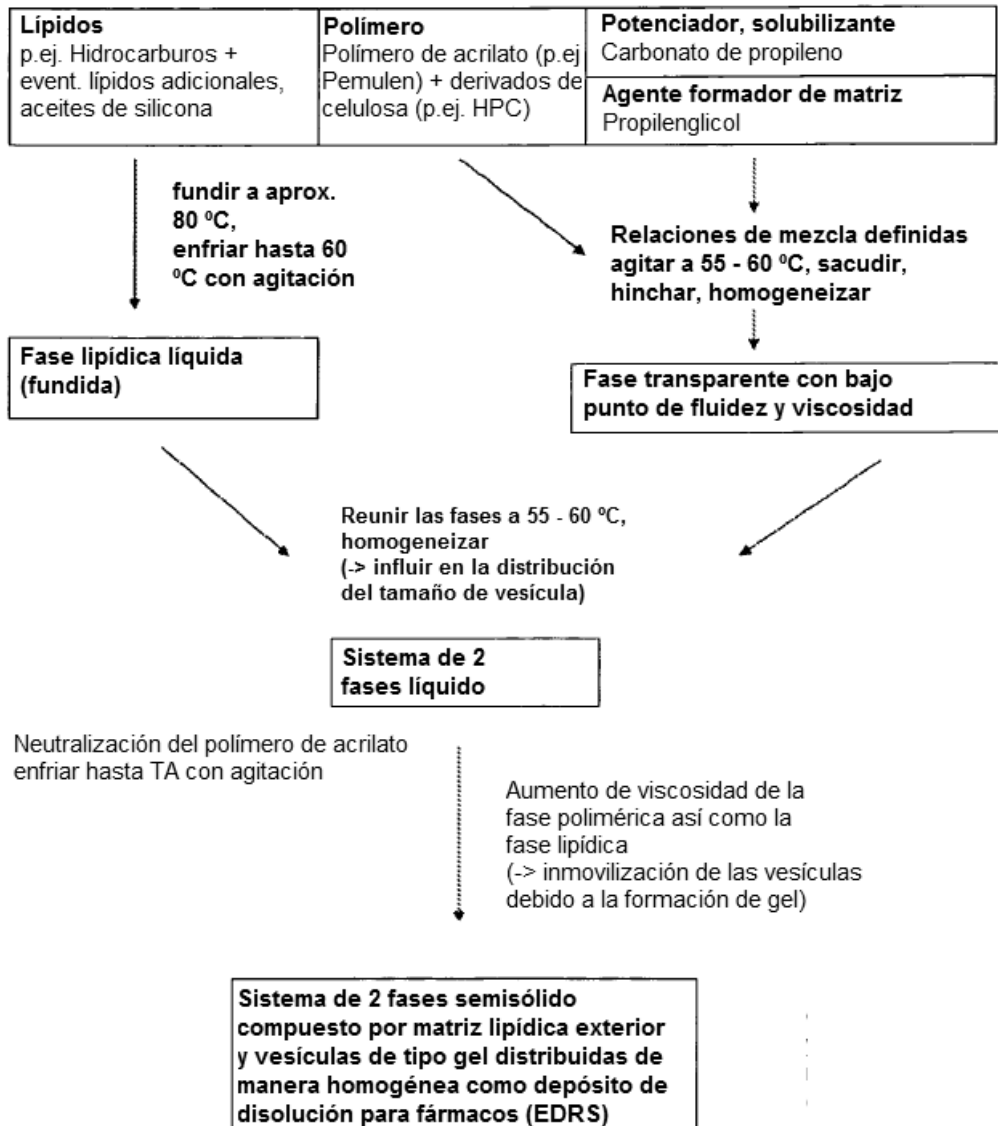 Lípidos
p.ej. Hidrocarburos +
event. lípidos adicionales,
aceites de silicona
Polímero
Polímero de acrilato (p.ej
Pemulen) + derivados de
celulosa (p.ej. HPC)
Potenciador, solubilizante
Carbonato de propileno
Agente formador de matriz
Propilenglicol
fundir a aprox.
80 ºC,
enfriar hasta 60
ºC con agitación
Relaciones de mezcla definidas
agitar a 55 - 60 ºC, sacudir,
hinchar, homogeneizar
Fase lipídica líquida
(fundida)
Fase transparente con bajo
punto de fluidez y viscosidad
Reunir las fases a 55 - 60 ºC,
homogeneizar
(-> influir en la distribución
del tamaño de vesícula)
Sistema de 2
fases líquido
Neutralización del polímero de acrilato
enfriar hasta TA con agitación
Aumento de viscosidad de la
fase polimérica así como la
fase lipídica
(-> inmovilización de las vesículas
debido a la formación de gel)
Sistema de 2 fases semisólido
compuesto por matriz lipídica exterior
y vesículas de tipo gel distribuidas de
manera homogénea como depósito de
disolución para fármacos (EDRS)